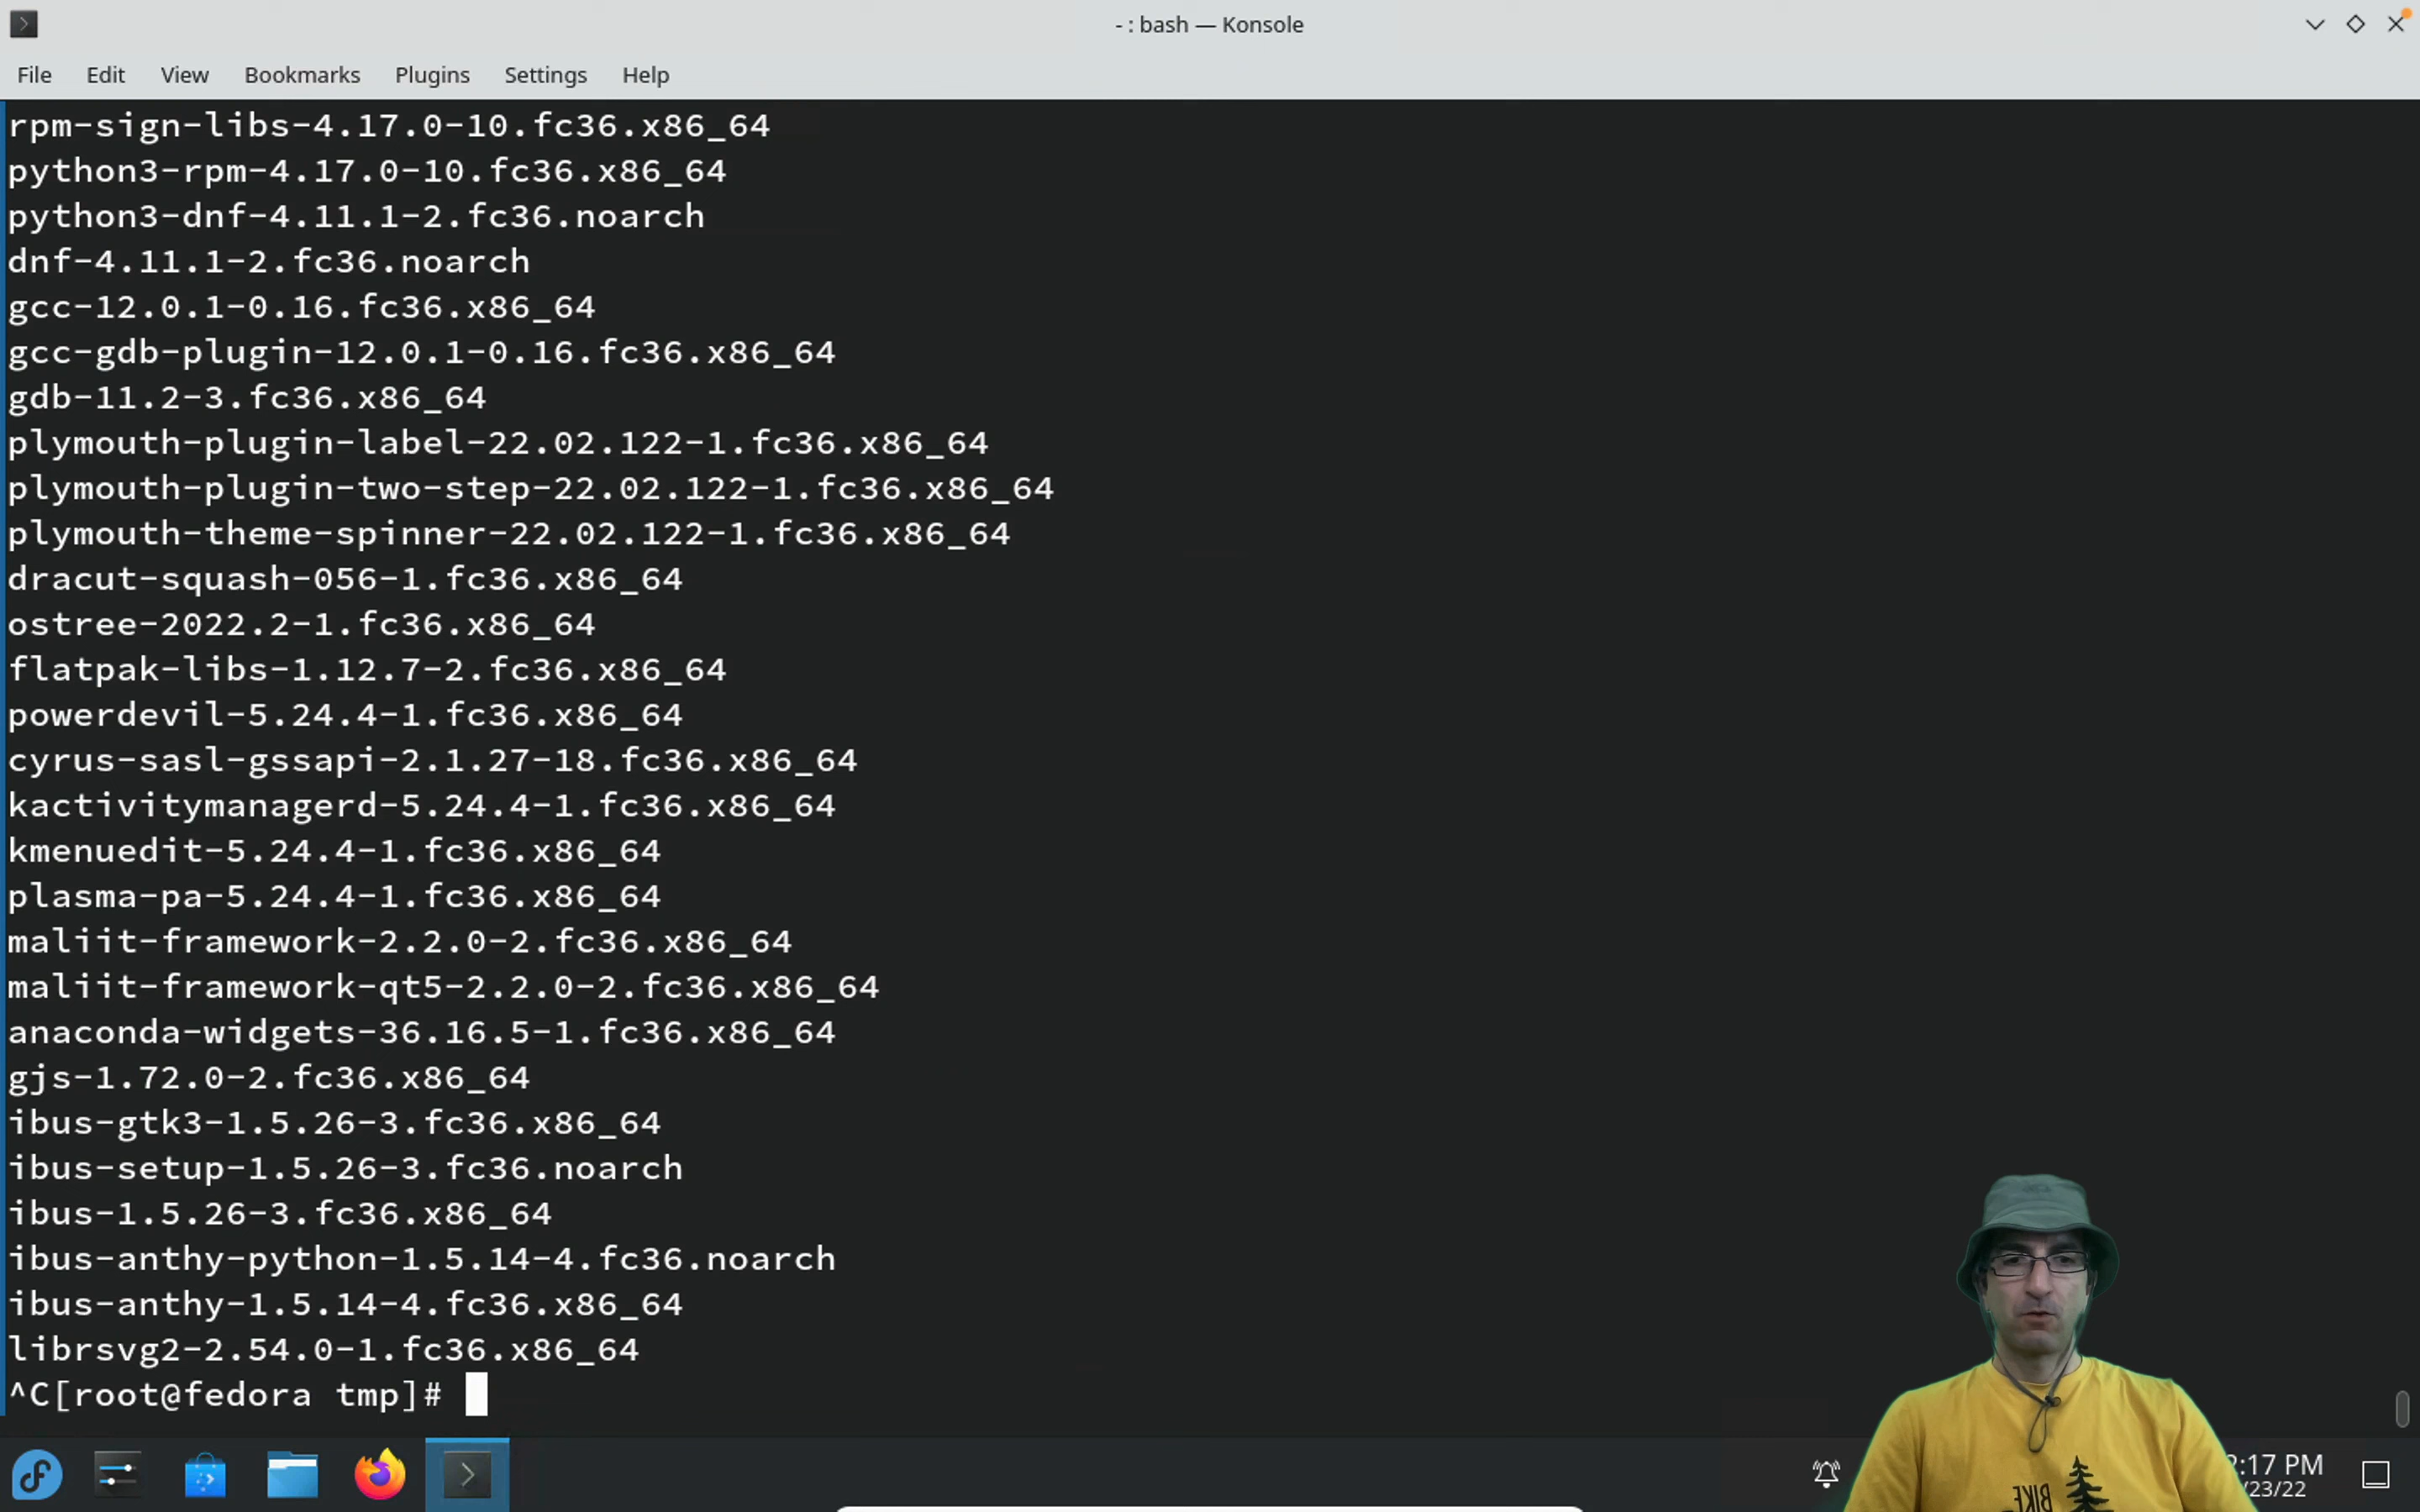 - : bash — Konsole
File Edit View Bookmarks Plugins Settings Help
rpm-sign-libs-4.17.0-10.fc36.x86_64
python3-rpm-4.17.0-10.fc36.x86_64
python3-dnf-4.11.1-2.fc36.noarch
dnf-4.11.1-2.fc36.noarch
gcc-12.0.1-0.16.fc36.x86_64
gcc-gdb-plugin-12.0.1-0.16.fc36.x86_64
gdb-11.2-3.fc36.x86_64
plymouth-plugin-label-22.02.122-1.fc36.x86_64
plymouth-plugin-two-step-22.02.122-1.fc36.x86_64
plymouth-theme-spinner-22.02.122-1.fc36.x86_64
dracut-squash-056-1.fc36.x86_64
ostree-2022.2-1.fc36.x86_64
flatpak-libs-1.12.7-2.fc36.x86_64
powerdevil-5.24.4-1.fc36.x86_64
cyrus-sasl-gssapi-2.1.27-18.fc36.x86_64
kactivitymanagerd-5.24.4-1.fc36.x86_64
kmenuedit-5.24.4-1.fc36.x86_64
plasma-pa-5.24.4-1.fc36.x86_64
maliit-framework-2.2.0-2.fc36.x86_64
maliit-framework-qt5-2.2.0-2.fc36.x86_64
anaconda-widgets-36.16.5-1.fc36.x86_64
gjs-1.72.0-2.fc36.x86_64
ibus-gtk3-1.5.26-3.fc36.x86_64
ibus-setup-1.5.26-3.fc36.noarch
ibus-1.5.26-3.fc36.x86_64
ibus-anthy-python-1.5.14-4.fc36.noarch
ibus-anthy-1.5.14-4.fc36.x86_64
librsvg2-2.54.0-1.fc36.x86_64
^C[root@fedora tmp]#
:17 PM
/23/22
BIKE